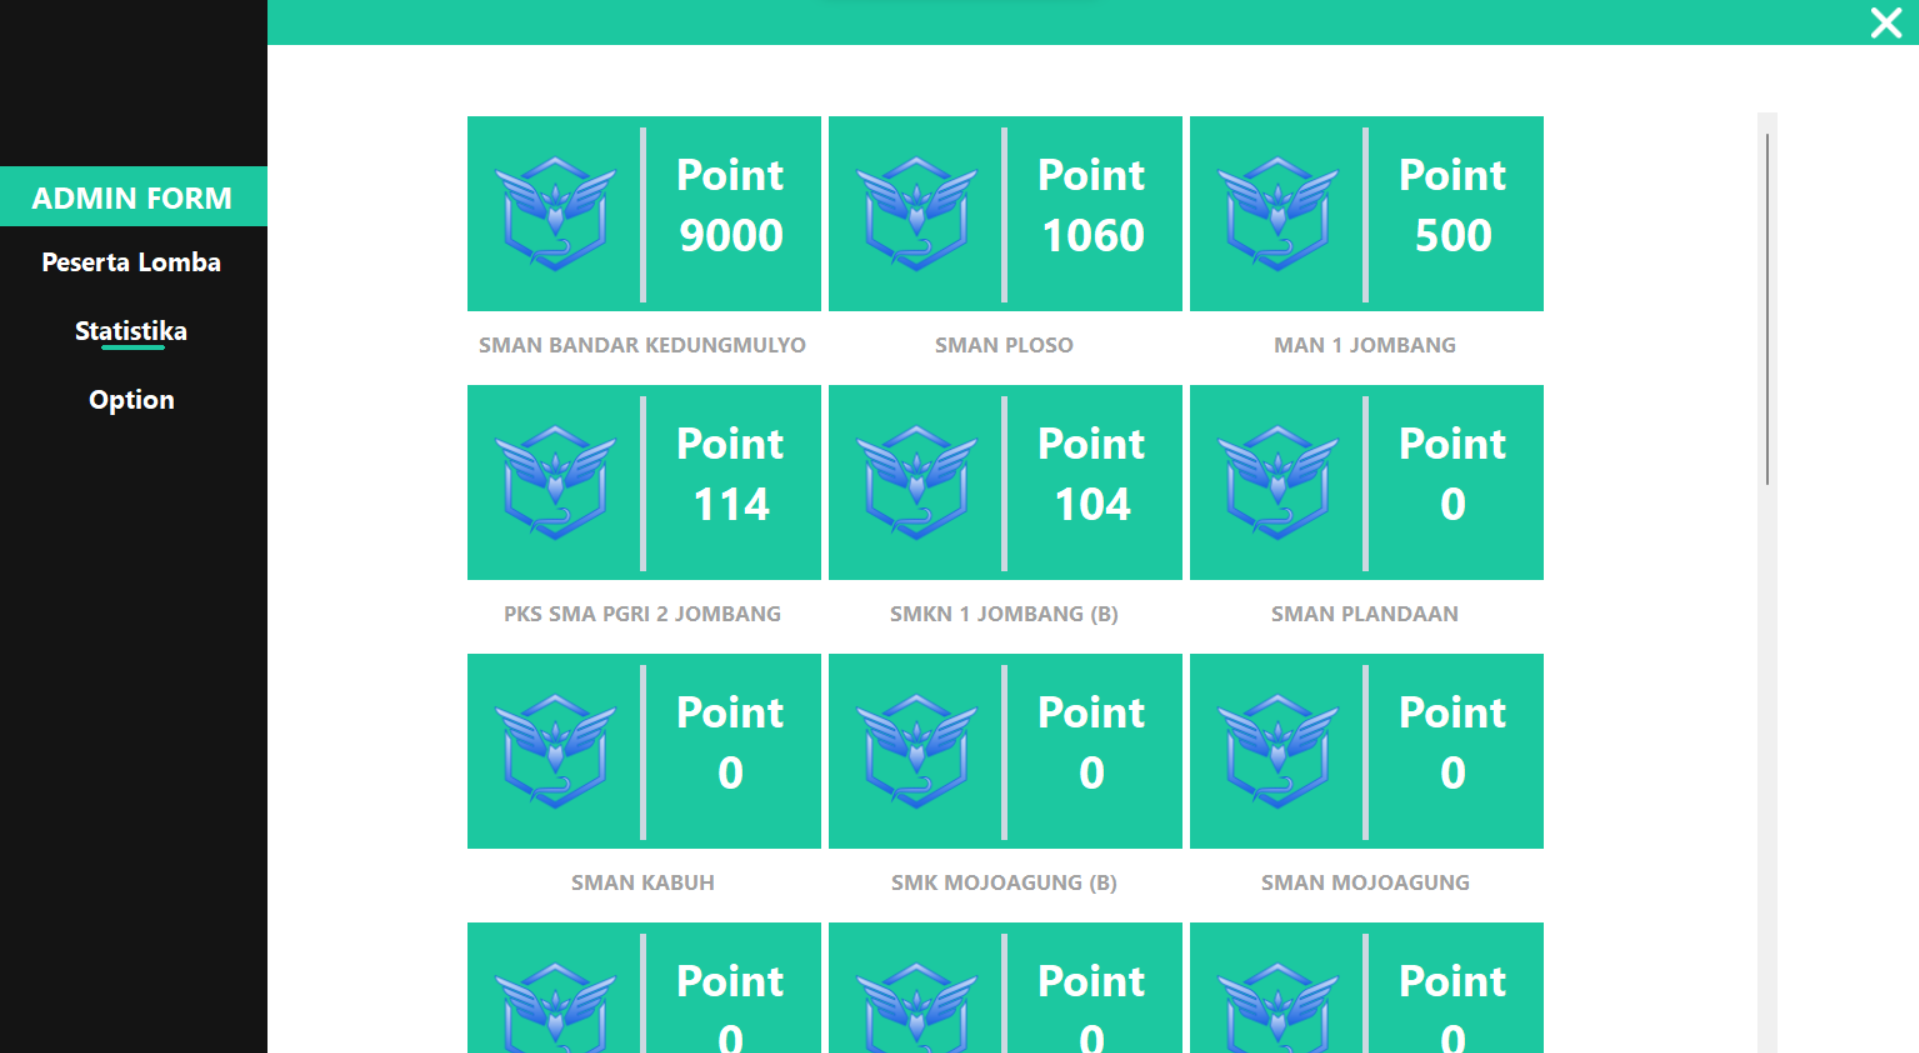 ADMIN FORM
Peserta Lomba
Statistika
Option
Point
9000
SMAN BANDAR KEDUNGMULYO
Point
1060
SMAN PLOSO
Point
500
MAN 1 JOMBANG
Point
114
PKS SMA PGRI 2 JOMBANG
Point
104
SMKN 1 JOMBANG (B)
Point
0
SMAN PLANDAAN
Point
0
SMAN KABUH
Point
0
SMK MOJOAGUNG (B)
Point
0
SMAN MOJOAGUNG
Point
0
Point
0
Point
0